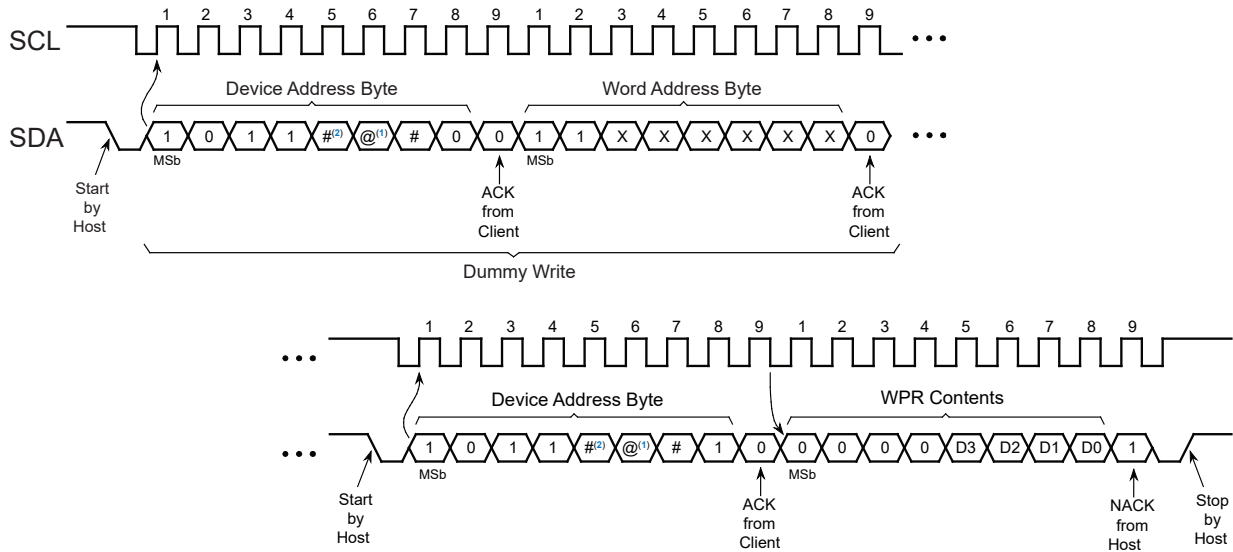 SCL 1 2 3 4 5 6 7 8 9 1 2 3 4 5 6 7 8 9 •••
Device Address Byte Word Address Byte
SDA 1 0 1 1 #(2) @(1) # 0 0 1 1 X X X X X X 0 •••
MSb MSb
Start
by
Host
ACK
from
Client
ACK
from
Client
Dummy Write
••• 1 2 3 4 5 6 7 8 9 1 2 3 4 5 6 7 8 9
Device Address Byte WPR Contents
••• 1 0 1 1 #(2) @(1) # 1 0 0 0 0 0 D3 D2 D1 D0 1
MSb MSb
Start
by
Host
ACK
from
Client
NACK
from
Host
Stop
by
Host